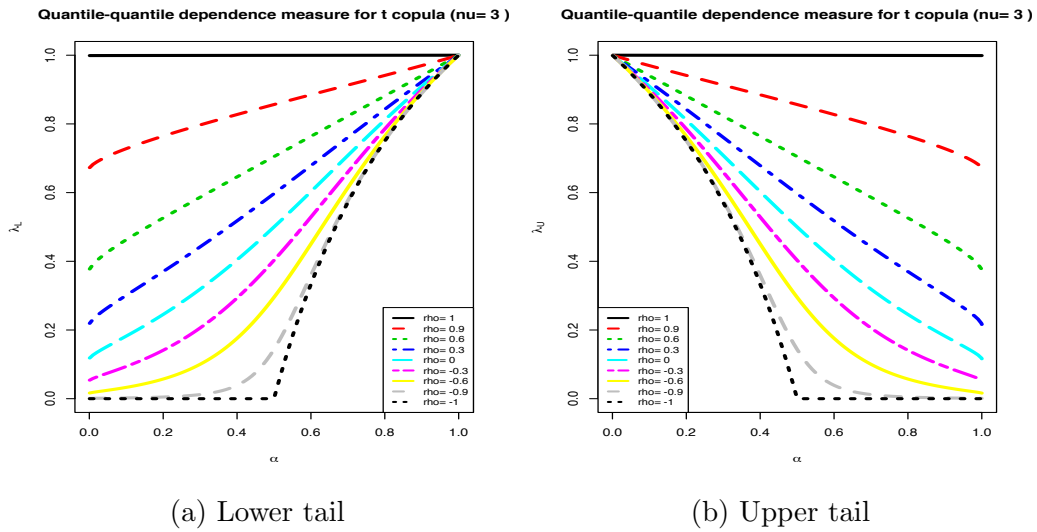 Quantile-quantile dependence measure for t copula (nu= 3 )
1.0
0.8
0.6
0.4
0.2
0.0
λL
0.0 0.2 0.4 0.6 0.8 1.0
α
rho= 1
rho= 0.9
rho= 0.6
rho= 0.3
rho= 0
rho= -0.3
rho= -0.6
rho= -0.9
rho= -1
(a) Lower tail
Quantile-quantile dependence measure for t copula (nu= 3 )
1.0
0.8
0.6
0.4
0.2
0.0
λU
0.0 0.2 0.4 0.6 0.8 1.0
α
rho= 1
rho= 0.9
rho= 0.6
rho= 0.3
rho= 0
rho= -0.3
rho= -0.6
rho= -0.9
rho= -1
(b) Upper tail